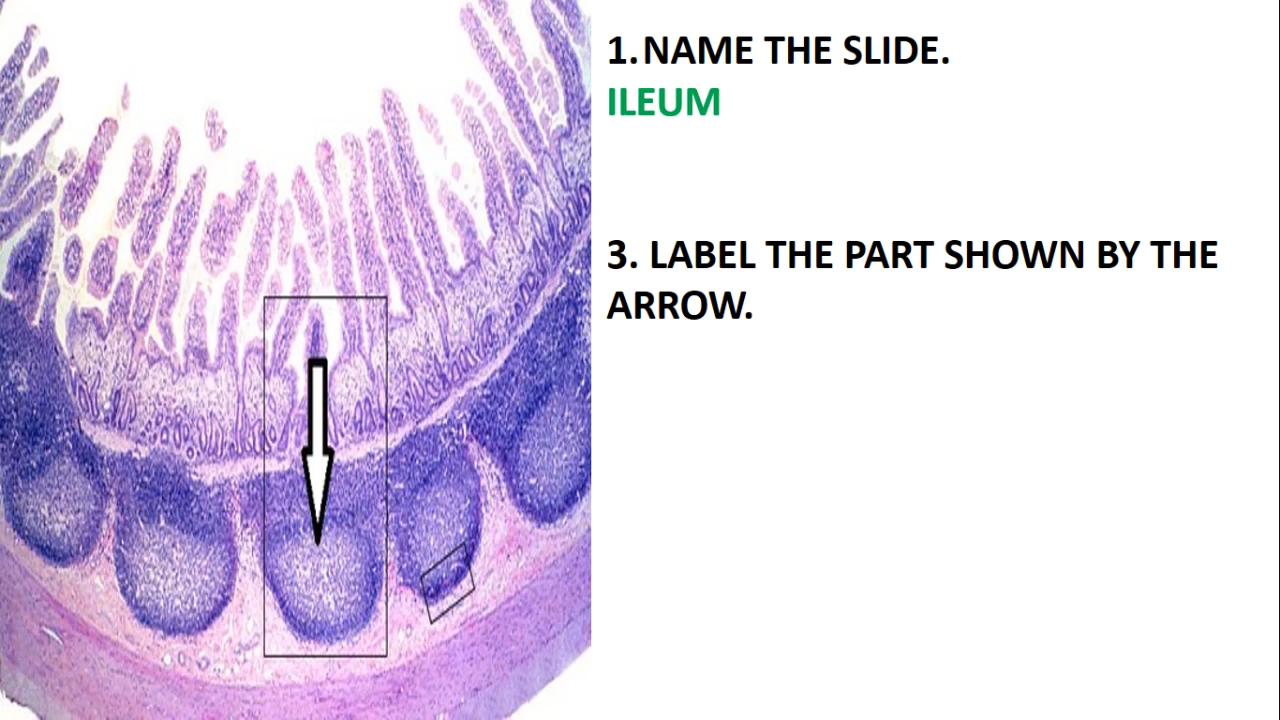 1.NAME THE SLIDE.
ILEUM
3. LABEL THE PART SHOWN BY THE
ARROW.